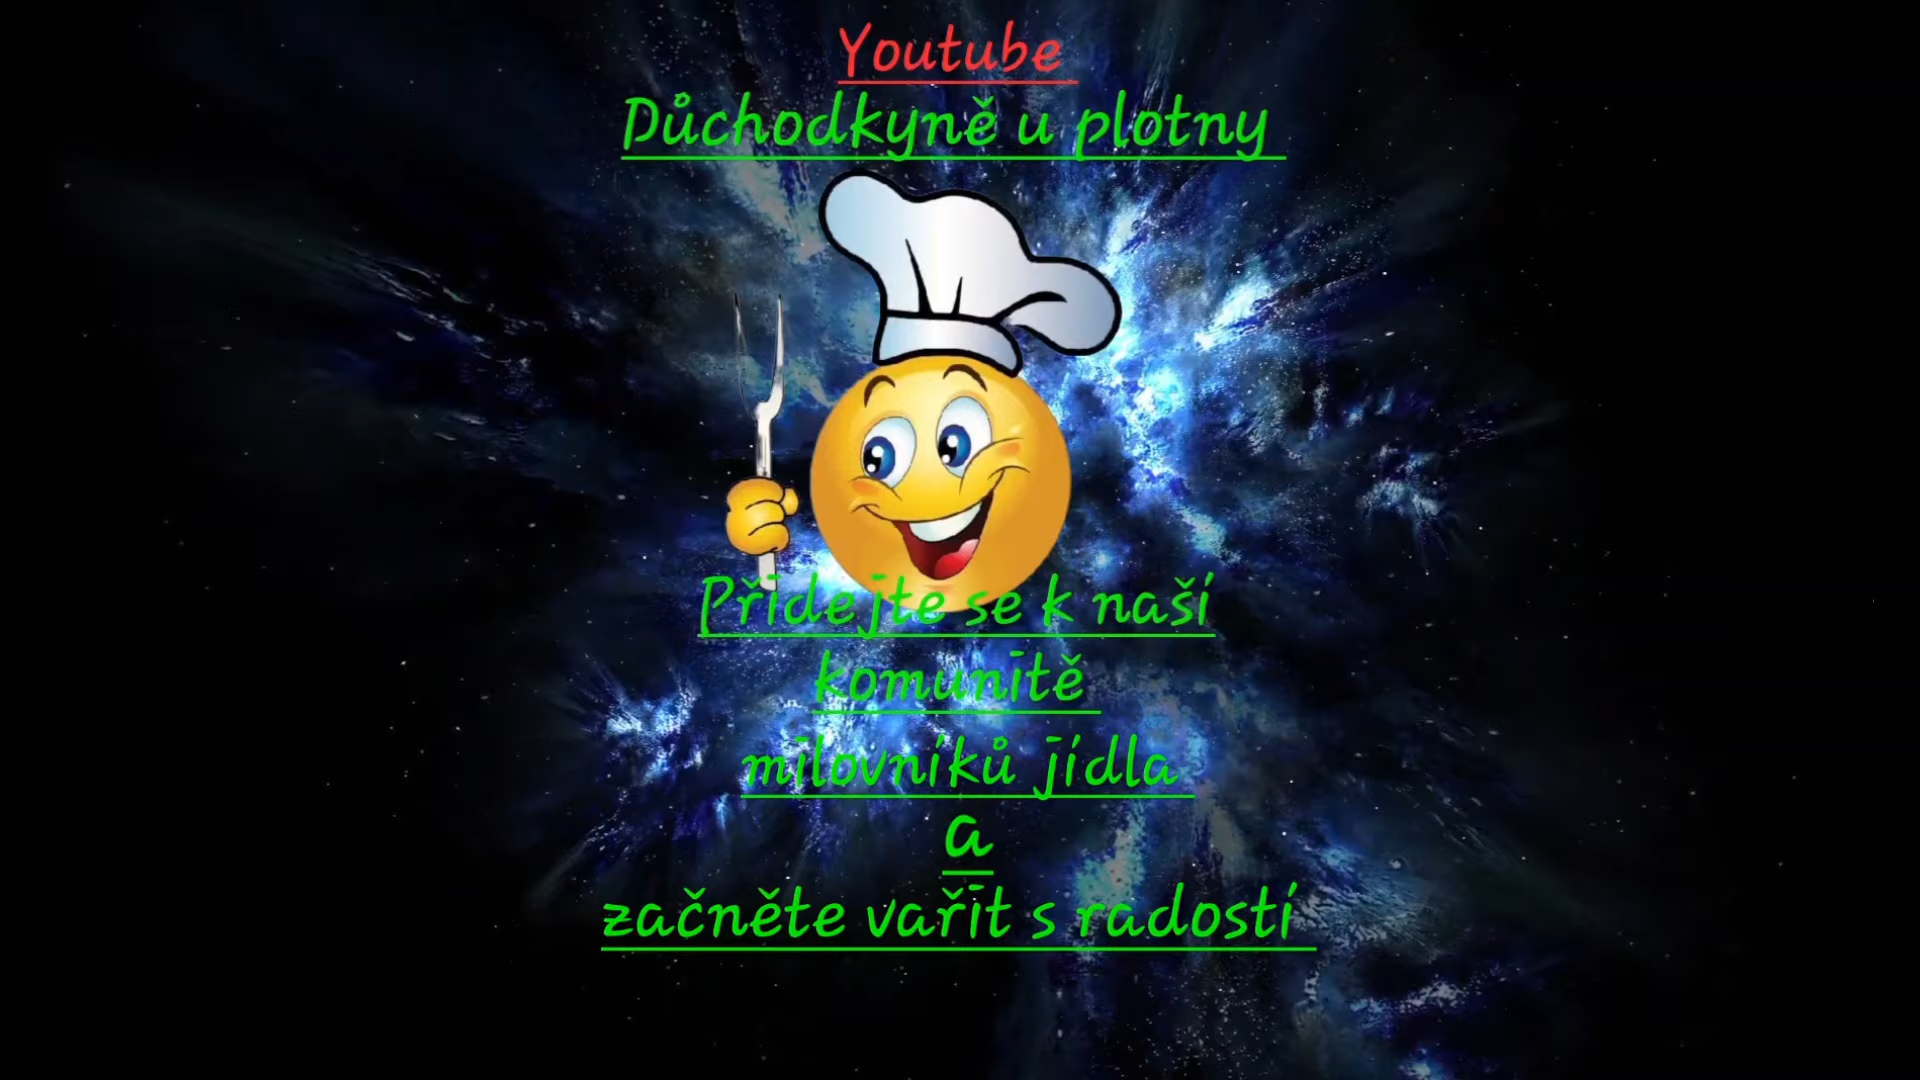 Youtube
Důchodkyně u plotny
Přidejte se k naší
komunitě
milovníků jídla
a
začněte vařit s radostí